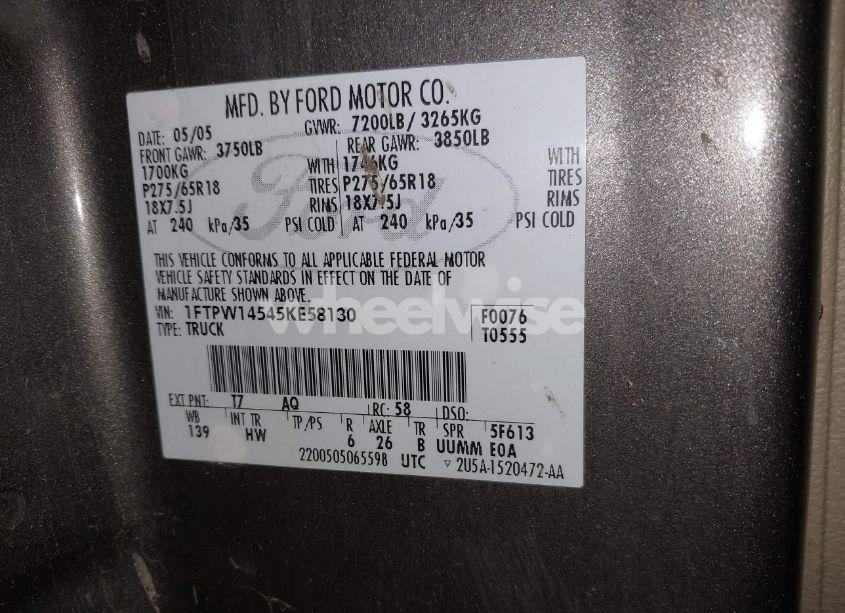 MFD. BY FORD MOTOR CO.
DATE: 05/05 GVWR: 7200LB/ 3265KG
FRONT GAWR: 3750LB REAR GAWR: 3850LB
1700KG WITH 1746KG WITH
P275/65R18 TIRES P275/65R18 TIRES
18X7.5J RIMS 18X7.5J RIMS
AT 240 kPa/35 PSI COLD AT 240 kPa/35 PSI COLD
Ford
THIS VEHICLE CONFORMS TO ALL APPLICABLE FEDERAL MOTOR
VEHICLE SAFETY STANDARDS IN EFFECT ON THE DATE OF
MANUFACTURE SHOWN ABOVE.
VIN: 1FTPW14545KE58130 F0076
TYPE: TRUCK T0555
wheelwise
EXT PNT: T7 AQ RC: 58 DSO:
WB INT TR TP/PS R AXLE TR SPR 5F613
139 HW 6 26 B UUMM E0A
2200505065598 UTC ▽ 2U5A-1520472-AA